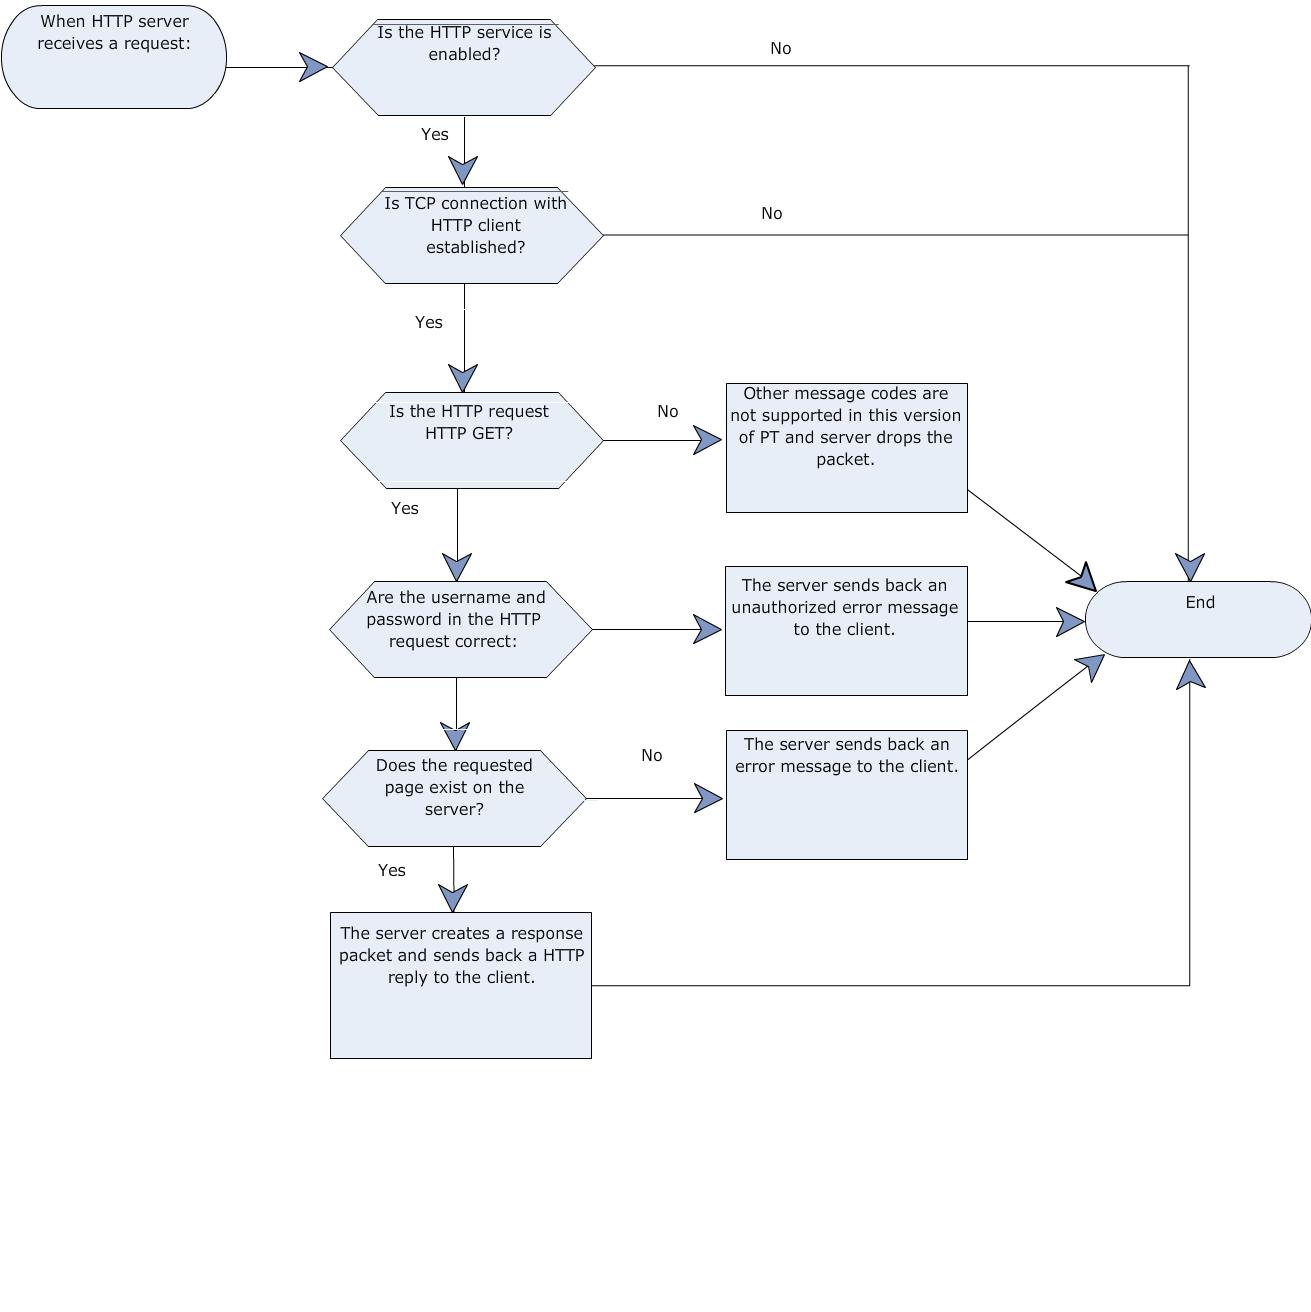 When HTTP server
receives a request:
Is the HTTP service is
enabled?
No
Yes
Is TCP connection with
HTTP client
established?
No
Yes
Is the HTTP request
HTTP GET?
No
Other message codes are
not supported in this version
of PT and server drops the
packet.
Yes
Are the username and
password in the HTTP
request correct:
The server sends back an
unauthorized error message
to the client.
End
Does the requested
page exist on the
server?
No
The server sends back an
error message to the client.
Yes
The server creates a response
packet and sends back a HTTP
reply to the client.